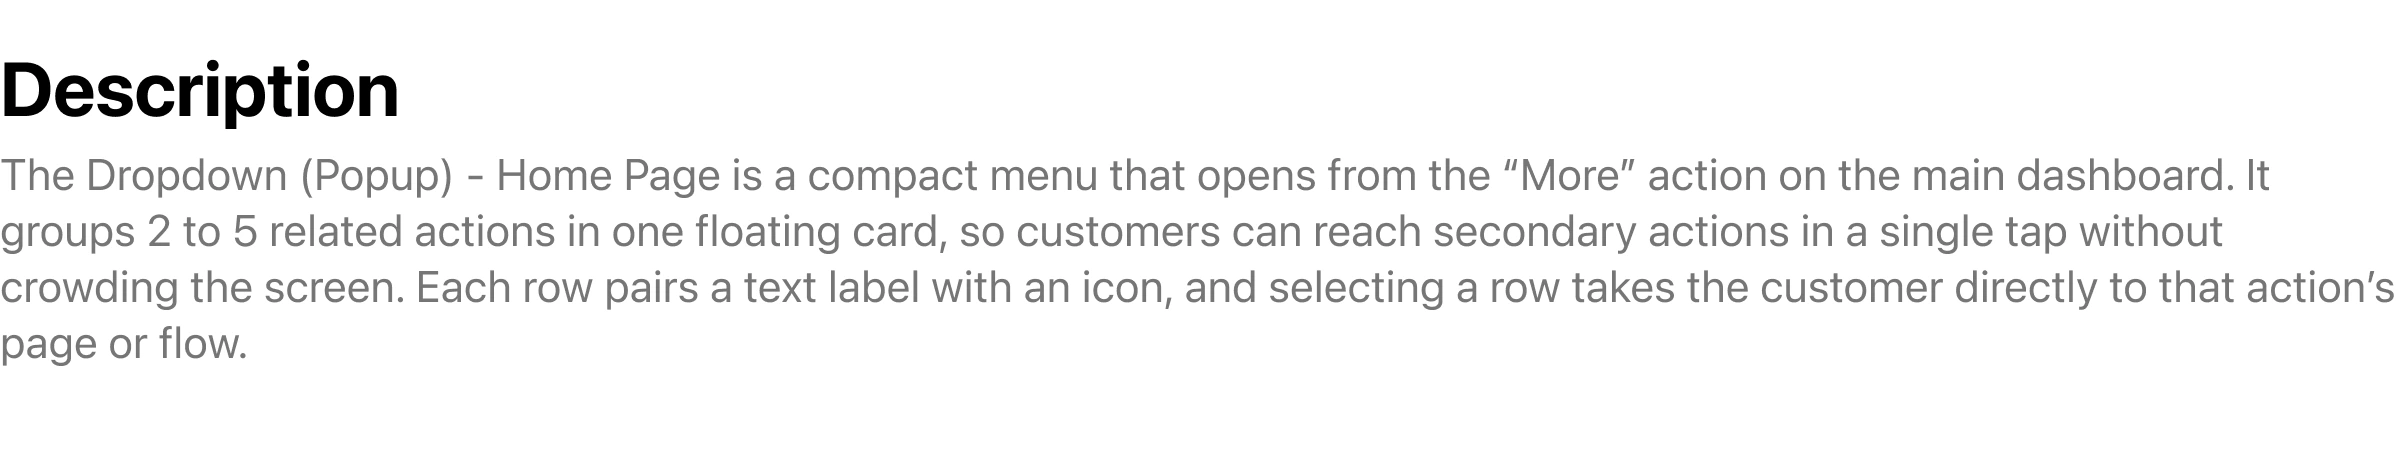 Description
The Dropdown (Popup) - Home Page is a compact menu that opens from the “More” action on the main dashboard. It
groups 2 to 5 related actions in one floating card, so customers can reach secondary actions in a single tap without
crowding the screen. Each row pairs a text label with an icon, and selecting a row takes the customer directly to that action’s
page or flow.